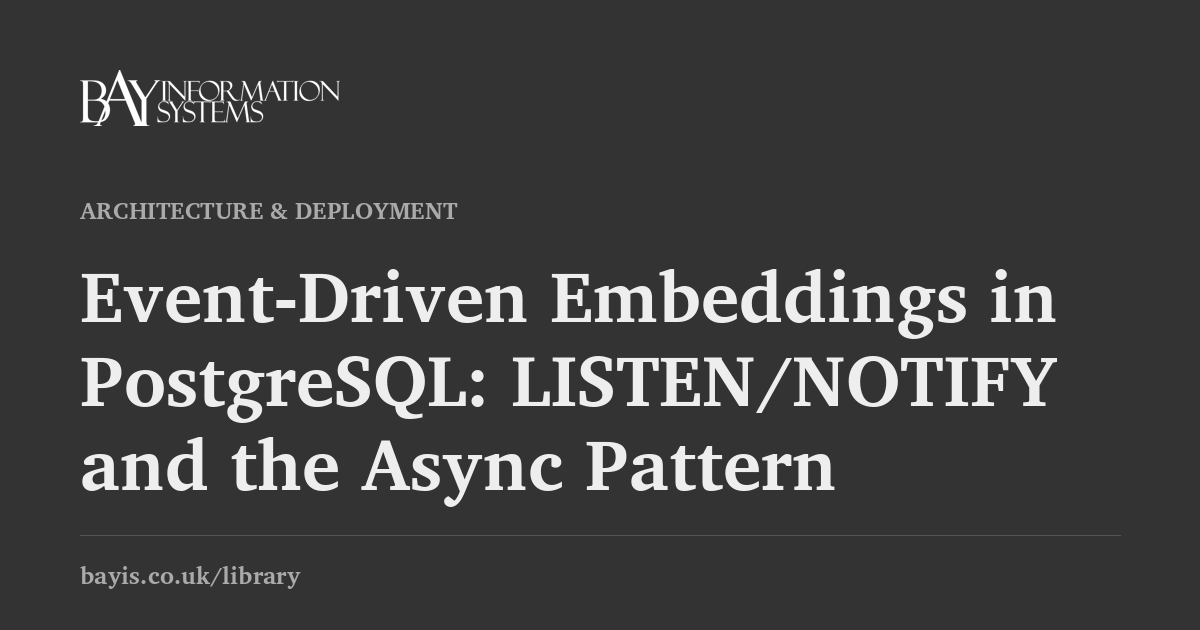 BAY INFORMATION
SYSTEMS
ARCHITECTURE & DEPLOYMENT
Event-Driven Embeddings in
PostgreSQL: LISTEN/NOTIFY
and the Async Pattern
bayis.co.uk/library